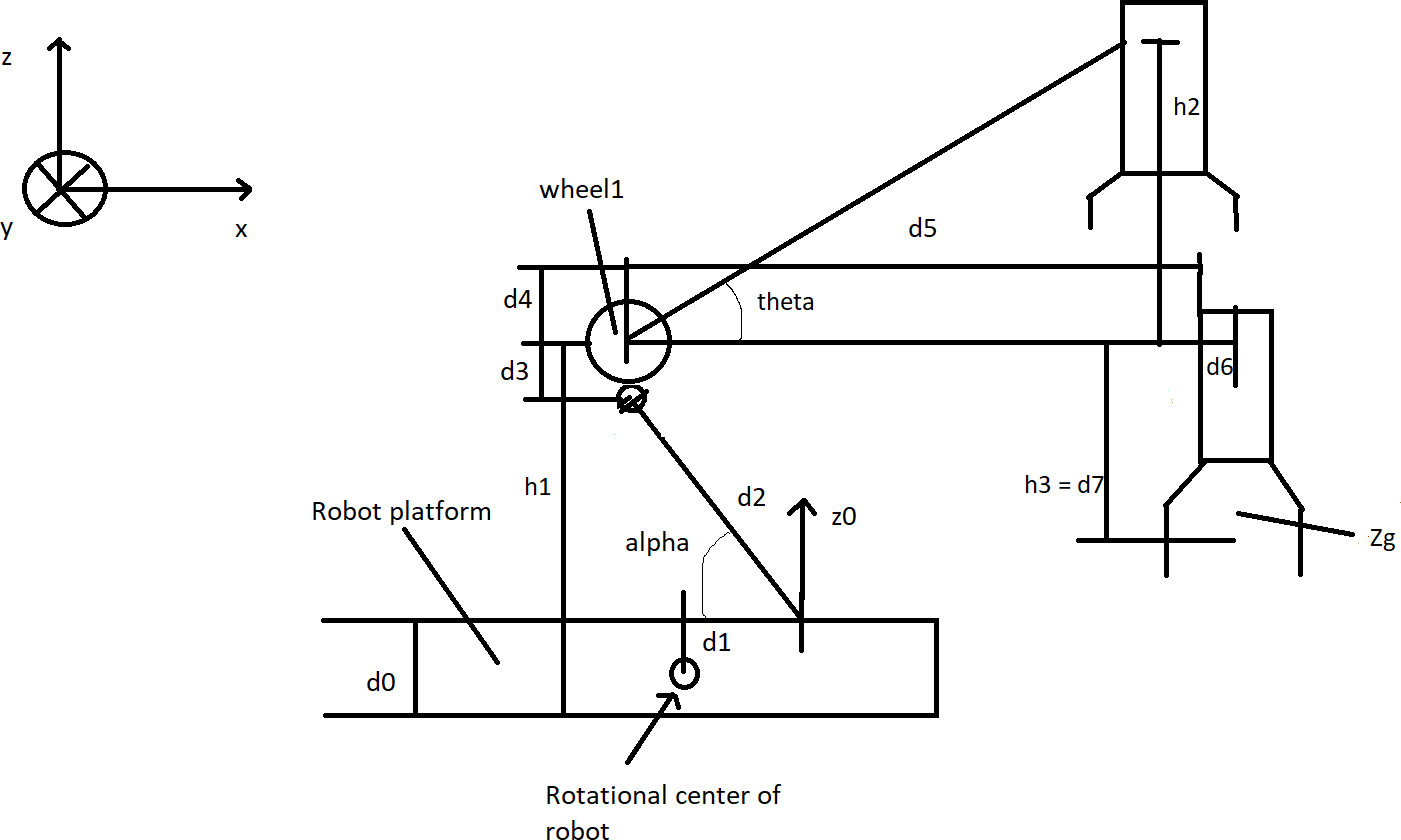 z
h2
wheel1
y
x
d5
d4
theta
d3
d6
h1
h3 = d7
d2
Robot platform
z0
alpha
Zg
d1
d0
Rotational center of
robot